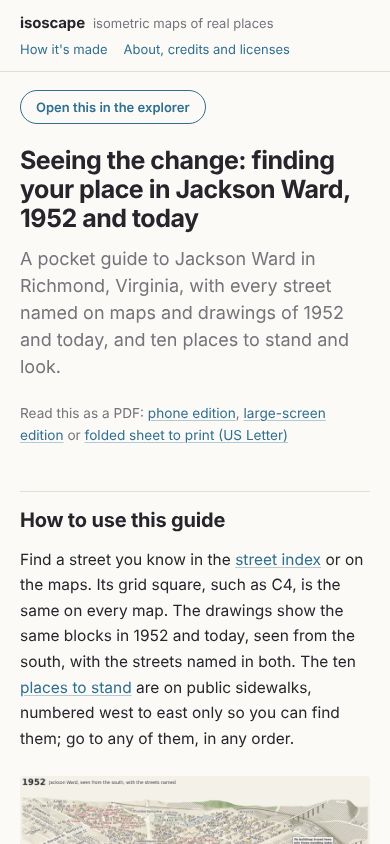 isoscape isometric maps of real places
How it's made About, credits and licenses
Open this in the explorer
Seeing the change: finding
your place in Jackson Ward,
1952 and today
A pocket guide to Jackson Ward in
Richmond, Virginia, with every street
named on maps and drawings of 1952
and today, and ten places to stand and
look.
Read this as a PDF: phone edition, large-screen
edition or folded sheet to print (US Letter)
How to use this guide
Find a street you know in the street index or on
the maps. Its grid square, such as C4, is the
same on every map. The drawings show the
same blocks in 1952 and today, seen from the
south, with the streets named in both. The ten
places to stand are on public sidewalks,
numbered west to east only so you can find
them; go to any of them, in any order.
1952 Jackson Ward, seen from the south, with the streets named